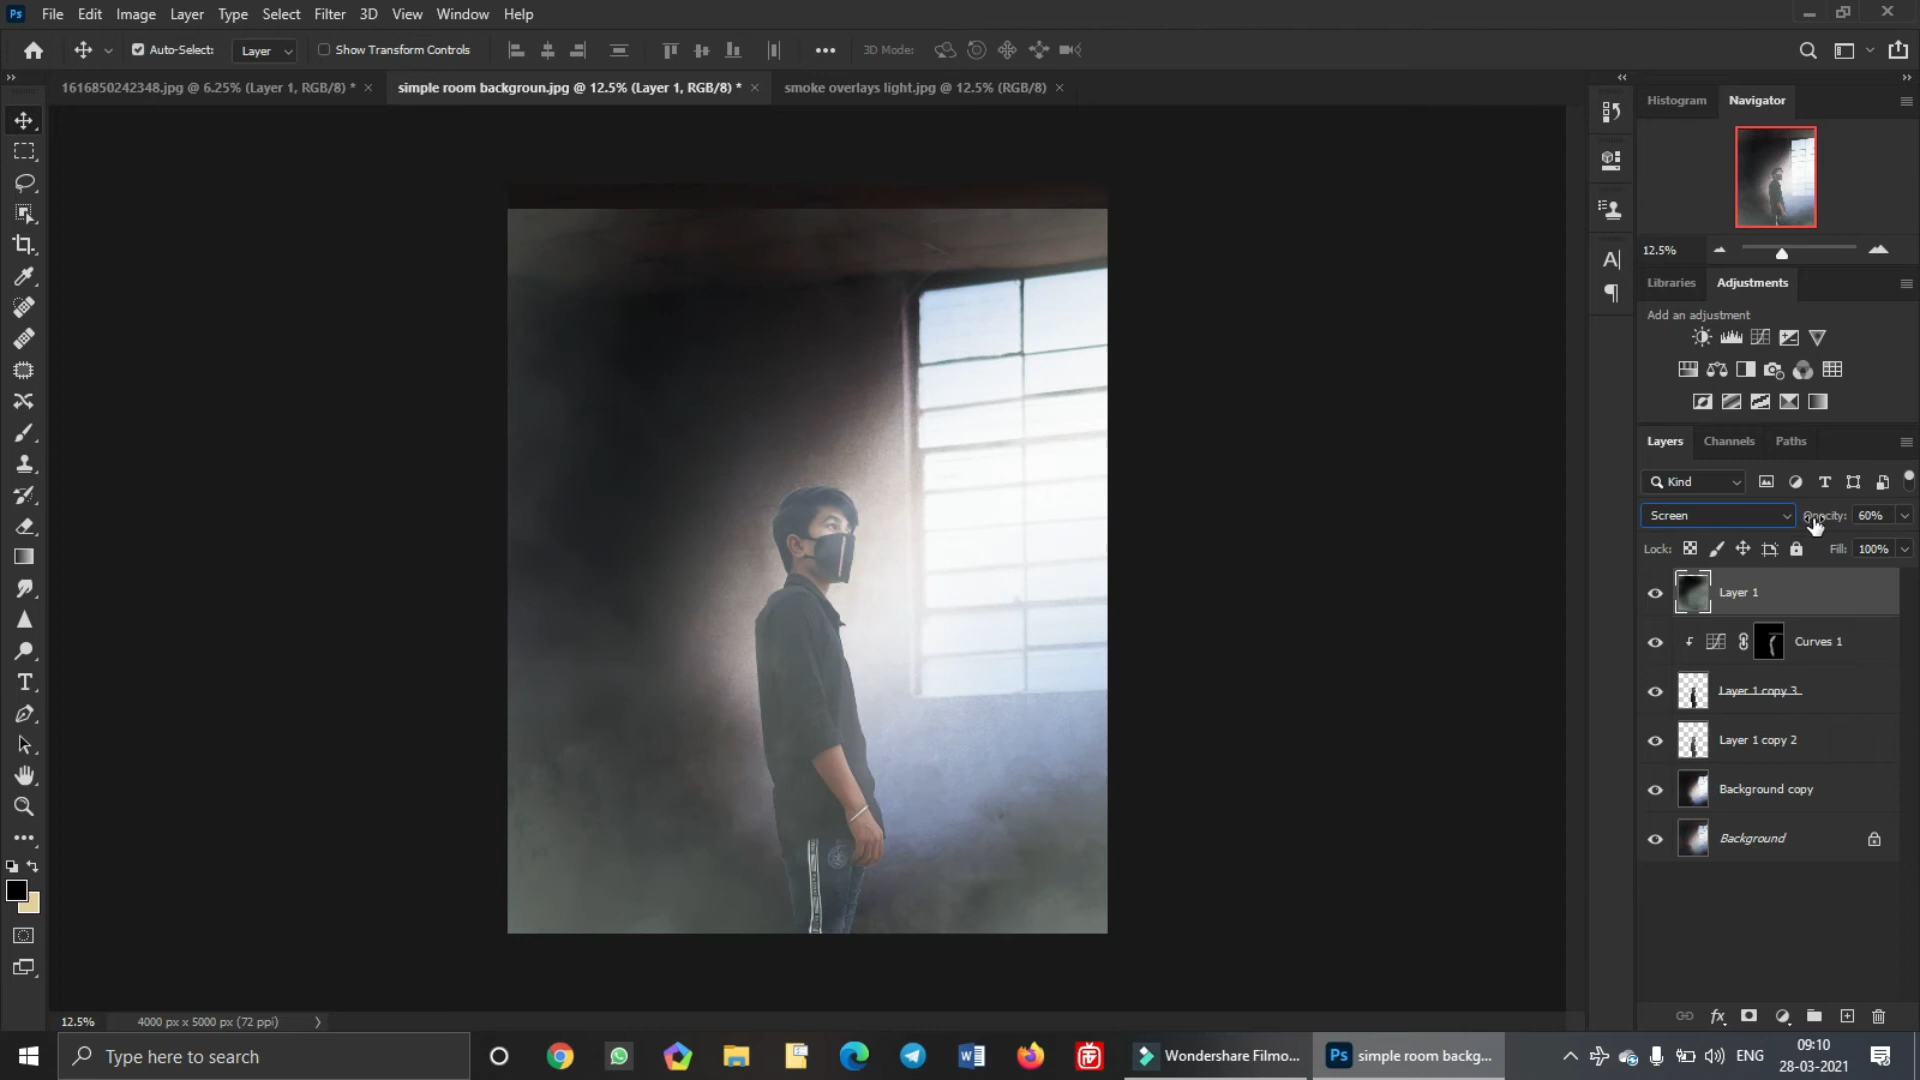 Ps File Edit Image Layer Type Select Filter 3D View Window Help
Auto-Select: Layer Show Transform Controls 3D Mode:
1616850242348.jpg @ 6.25% (Layer 1, RGB/8) * simple room backgroun.jpg @ 12.5% (Layer 1, RGB/8) * smoke overlays light.jpg @ 12.5% (RGB/8)
Histogram Navigator
12.5%
Libraries Adjustments
Add an adjustment
Layers Channels Paths
Kind
Screen Opacity: 60%
Lock: Fill: 100%
Layer 1
Curves 1
Layer 1 copy 3
Layer 1 copy 2
Background copy
Background
12.5% 4000 px x 5000 px (72 ppi)
Type here to search Wondershare Filmo... Ps simple room backg... ENG 09:10
28-03-2021